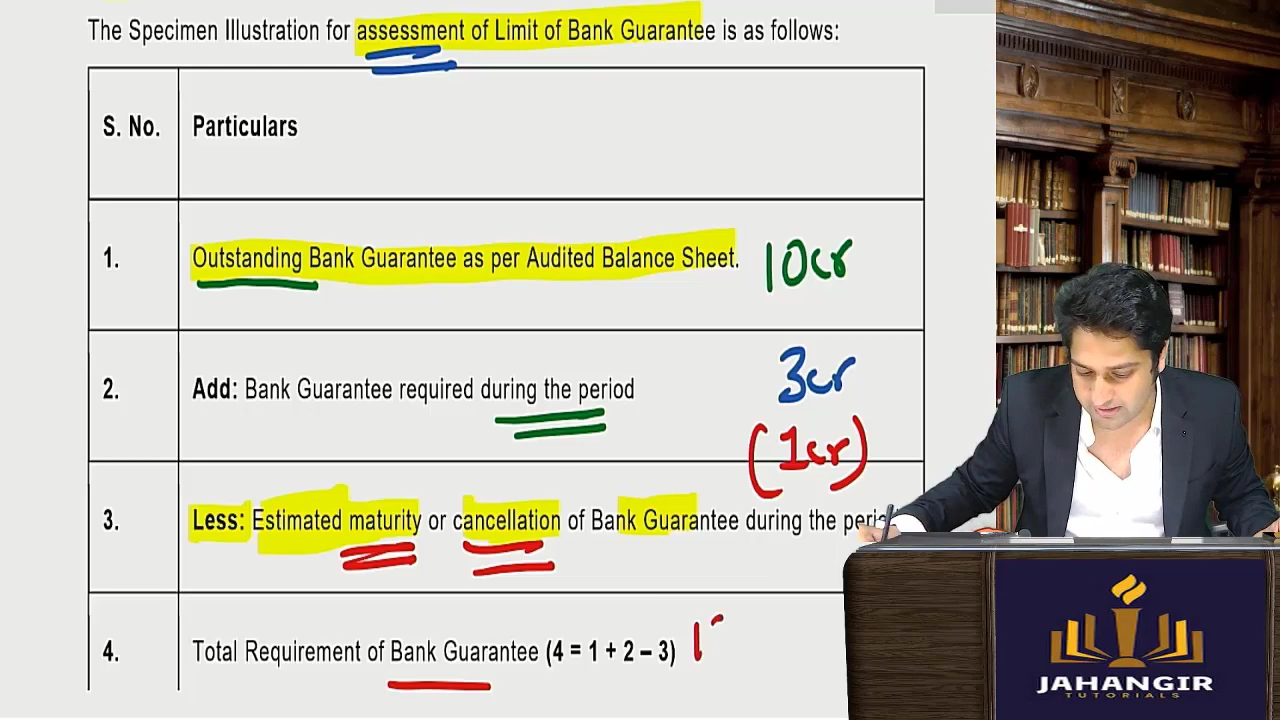 The Specimen Illustration for assessment of Limit of Bank Guarantee is as follows:
S. No. Particulars
1. Outstanding Bank Guarantee as per Audited Balance Sheet. 10cr
2. Add: Bank Guarantee required during the period 3cr
(1cr)
3. Less: Estimated maturity or cancellation of Bank Guarantee during the
4. Total Requirement of Bank Guarantee (4 = 1 + 2 – 3)
JAHANGIR
TUTORIALS